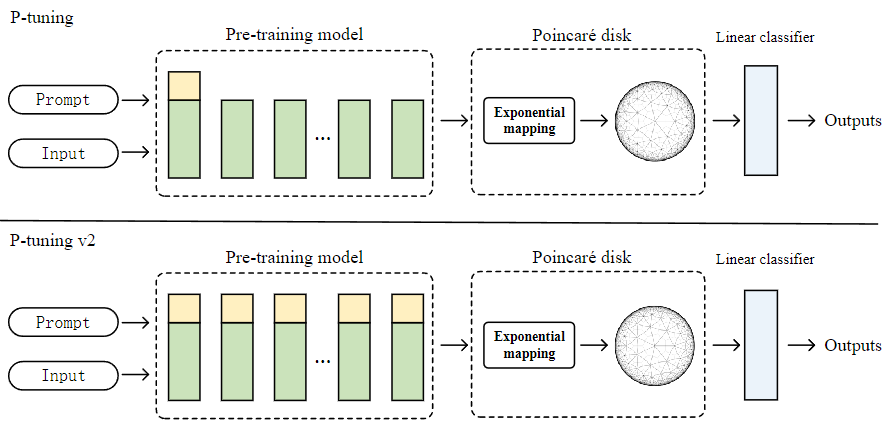 P-tuning
Pre-training model
Poincaré disk
Linear classifier
Prompt
Input
...
Exponential
mapping
Outputs
P-tuning v2
Pre-training model
Poincaré disk
Linear classifier
Prompt
Input
...
Exponential
mapping
Outputs